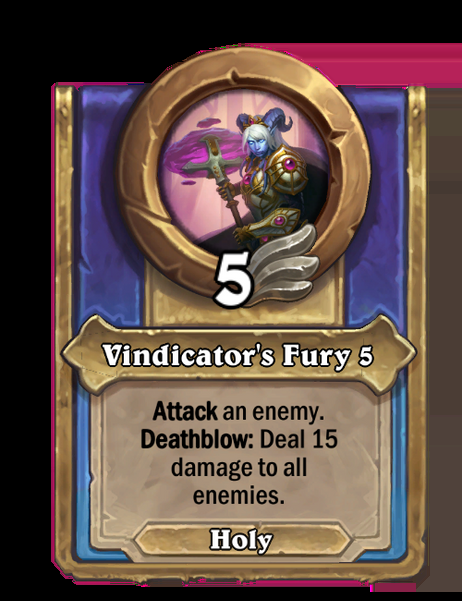 5
Vindicator's Fury 5
Attack an enemy.
Deathblow: Deal 15
damage to all
enemies.
Holy